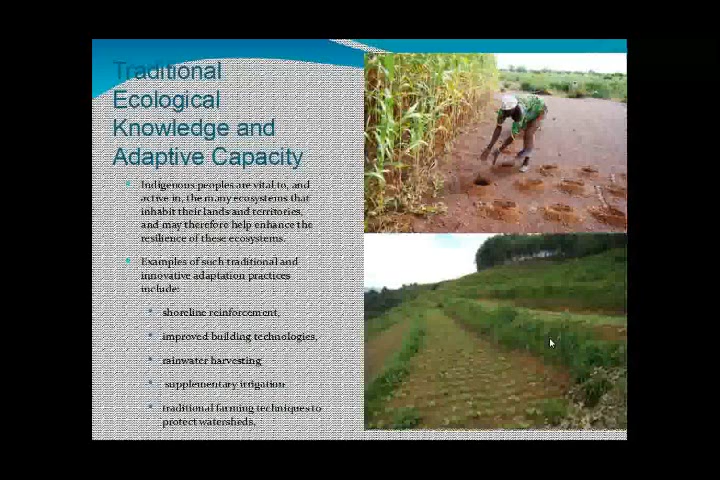 Traditional
Ecological
Knowledge and
Adaptive Capacity
Indigenous peoples are vital to, and
active in, the many ecosystems that
inhabit their lands and territories,
and may therefore help enhance the
resilience of these ecosystems.
Examples of such traditional and
innovative adaptation practices
include:
shoreline reinforcement,
improved building technologies,
rainwater harvesting
supplementary irrigation
traditional farming techniques to
protect watersheds,